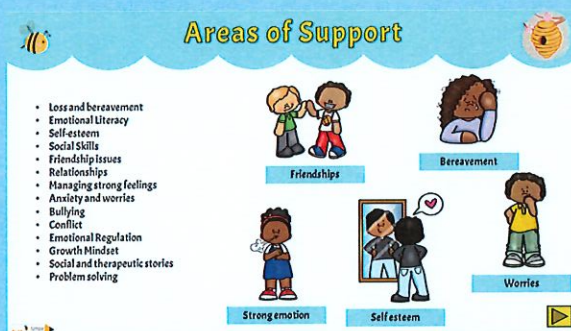 Areas of Support
Loss and bereavement
Emotional Literacy
Self-esteem
Social Skills
Friendship issues
Relationships
Managing strong feelings
Anxiety and worries
Bullying
Conflict
Emotional Regulation
Growth Mindset
Social and therapeutic stories
Problem solving
Friendships
Bereavement
Strong emotion
Self esteem
Worries